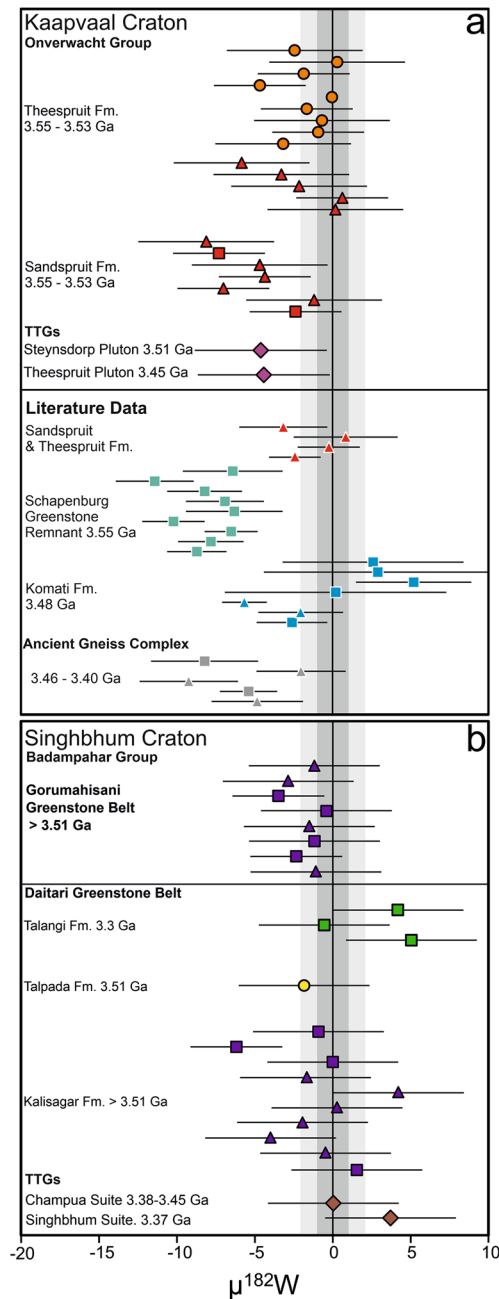 Kaapvaal Craton
a
Onverwacht Group
Theespruit Fm.
3.55 - 3.53 Ga
Sandspruit Fm.
3.55 - 3.53 Ga
TTGs
Steynsdorp Pluton 3.51 Ga
Theespruit Pluton 3.45 Ga
Literature Data
Sandspruit
& Theespruit Fm.
Schapenburg
Greenstone
Remnant 3.55 Ga
Komati Fm.
3.48 Ga
Ancient Gneiss Complex
3.46 - 3.40 Ga
Singhbhum Craton
b
Badampahar Group
Gorumahisani
Greenstone Belt
> 3.51 Ga
Daitari Greenstone Belt
Talangi Fm. 3.3 Ga
Talpada Fm. 3.51 Ga
Kalisagar Fm. > 3.51 Ga
TTGs
Champua Suite 3.38-3.45 Ga
Singhbhum Suite. 3.37 Ga
-20 -15 -10 -5 0 5 10
μ¹⁸²W